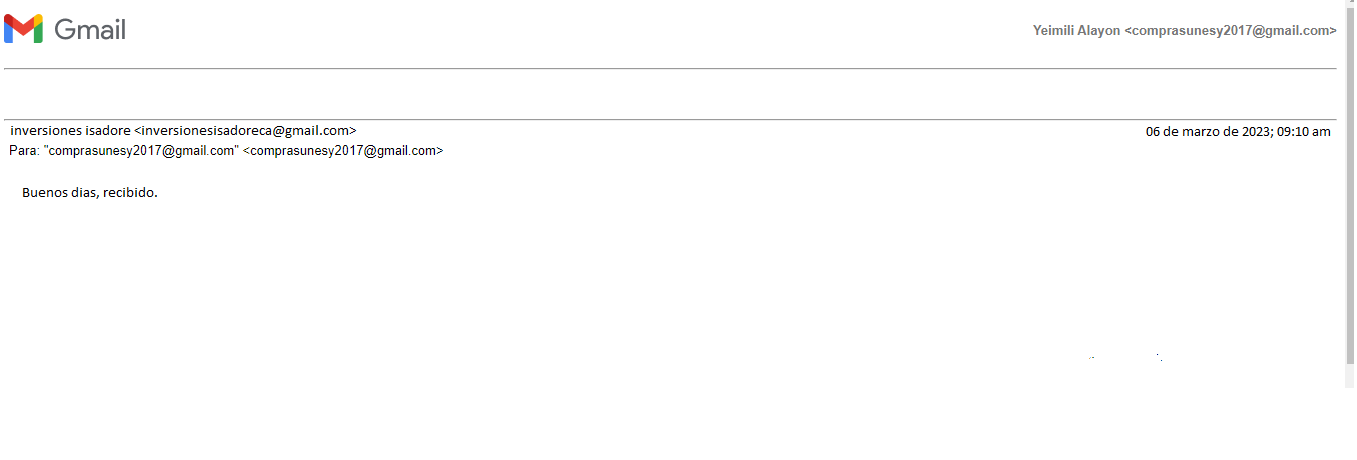 Gmail
Yeimili Alayon <comprasunesy2017@gmail.com>
inversiones isadore <inversionesisadoreca@gmail.com>
06 de marzo de 2023; 09:10 am
Para: "comprasunesy2017@gmail.com" <comprasunesy2017@gmail.com>
Buenos dias, recibido.